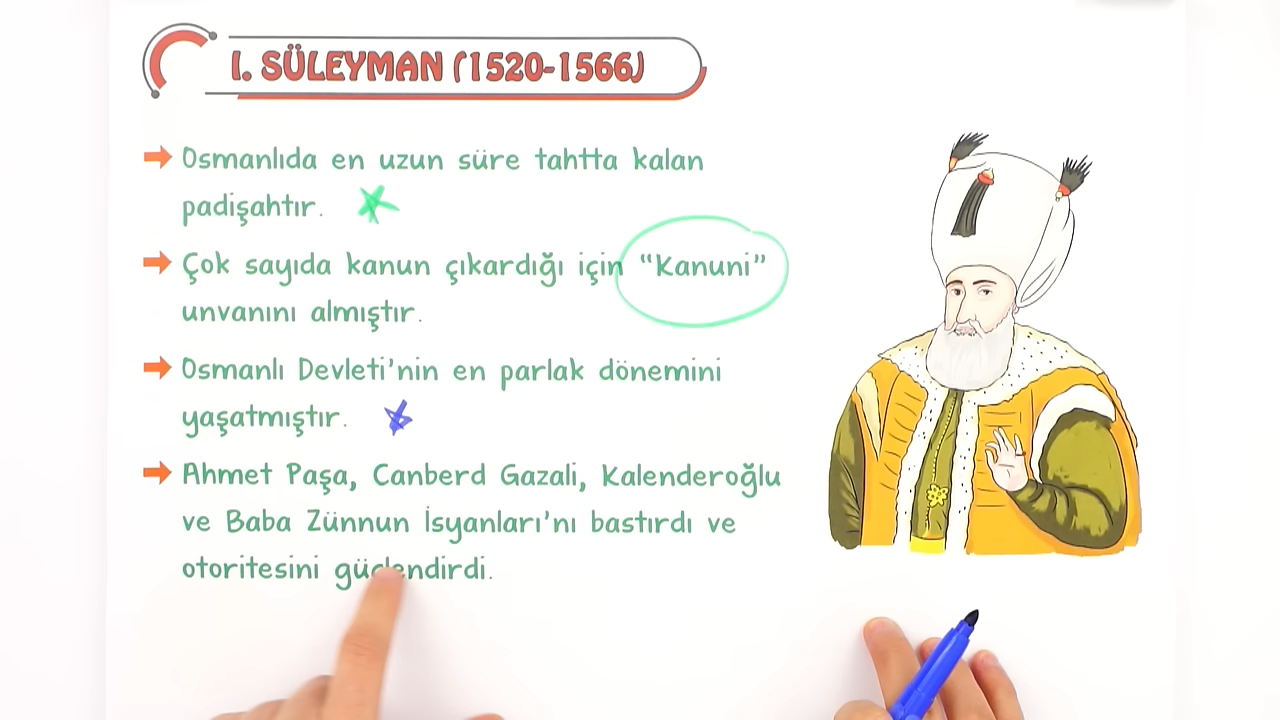 I. SÜLEYMAN (1520-1566)
Osmanlıda en uzun süre tahtta kalan
padişahtır.
Çok sayıda kanun çıkardığı için “Kanuni”
unvanını almıştır.
Osmanlı Devleti'nin en parlak dönemini
yaşatmıştır.
Ahmet Paşa, Canberd Gazali, Kalenderoğlu
ve Baba Zünnun İsyanları'nı bastırdı ve
otoritesini güçlendirdi.